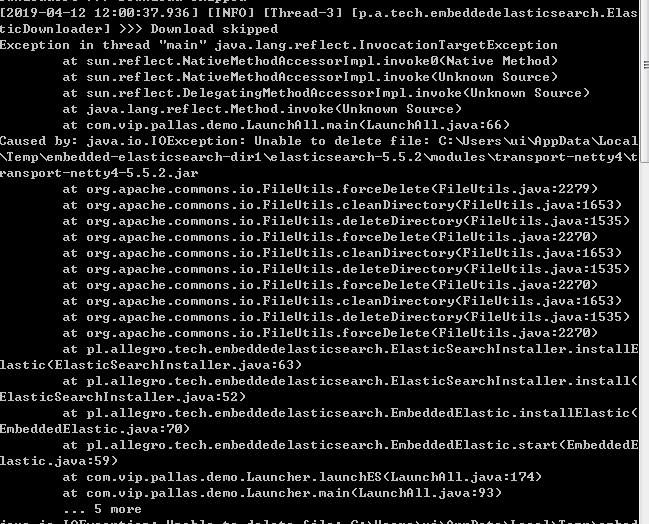 [2019-04-12 12:00:37.936] [INFO] [Thread-3] [p.a.tech.embeddedelasticsearch.Elas
ticDownloader] >>> Download skipped
Exception in thread "main" java.lang.reflect.InvocationTargetException
at sun.reflect.NativeMethodAccessorImpl.invoke0(Native Method)
at sun.reflect.NativeMethodAccessorImpl.invoke(Unknown Source)
at sun.reflect.DelegatingMethodAccessorImpl.invoke(Unknown Source)
at java.lang.reflect.Method.invoke(Unknown Source)
at com.vip.pallas.demo.LaunchAll.main(LaunchAll.java:66)
Caused by: java.io.IOException: Unable to delete file: C:\Users\ui\AppData\Local
\Temp\embedded-elasticsearch-dir1\elasticsearch-5.5.2\modules\transport-netty4\t
ransport-netty4-5.5.2.jar
at org.apache.commons.io.FileUtils.forceDelete(FileUtils.java:2279)
at org.apache.commons.io.FileUtils.cleanDirectory(FileUtils.java:1653)
at org.apache.commons.io.FileUtils.deleteDirectory(FileUtils.java:1535)
at org.apache.commons.io.FileUtils.forceDelete(FileUtils.java:2270)
at org.apache.commons.io.FileUtils.cleanDirectory(FileUtils.java:1653)
at org.apache.commons.io.FileUtils.deleteDirectory(FileUtils.java:1535)
at org.apache.commons.io.FileUtils.forceDelete(FileUtils.java:2270)
at org.apache.commons.io.FileUtils.cleanDirectory(FileUtils.java:1653)
at org.apache.commons.io.FileUtils.deleteDirectory(FileUtils.java:1535)
at org.apache.commons.io.FileUtils.forceDelete(FileUtils.java:2270)
at pl.allegro.tech.embeddedelasticsearch.ElasticSearchInstaller.installE
lastic(ElasticSearchInstaller.java:63)
at pl.allegro.tech.embeddedelasticsearch.ElasticSearchInstaller.install(
ElasticSearchInstaller.java:52)
at pl.allegro.tech.embeddedelasticsearch.EmbeddedElastic.installElastic(
EmbeddedElastic.java:70)
at pl.allegro.tech.embeddedelasticsearch.EmbeddedElastic.start(EmbeddedE
lastic.java:59)
at com.vip.pallas.demo.Launcher.launchES(LaunchAll.java:174)
at com.vip.pallas.demo.Launcher.main(LaunchAll.java:93)
... 5 more